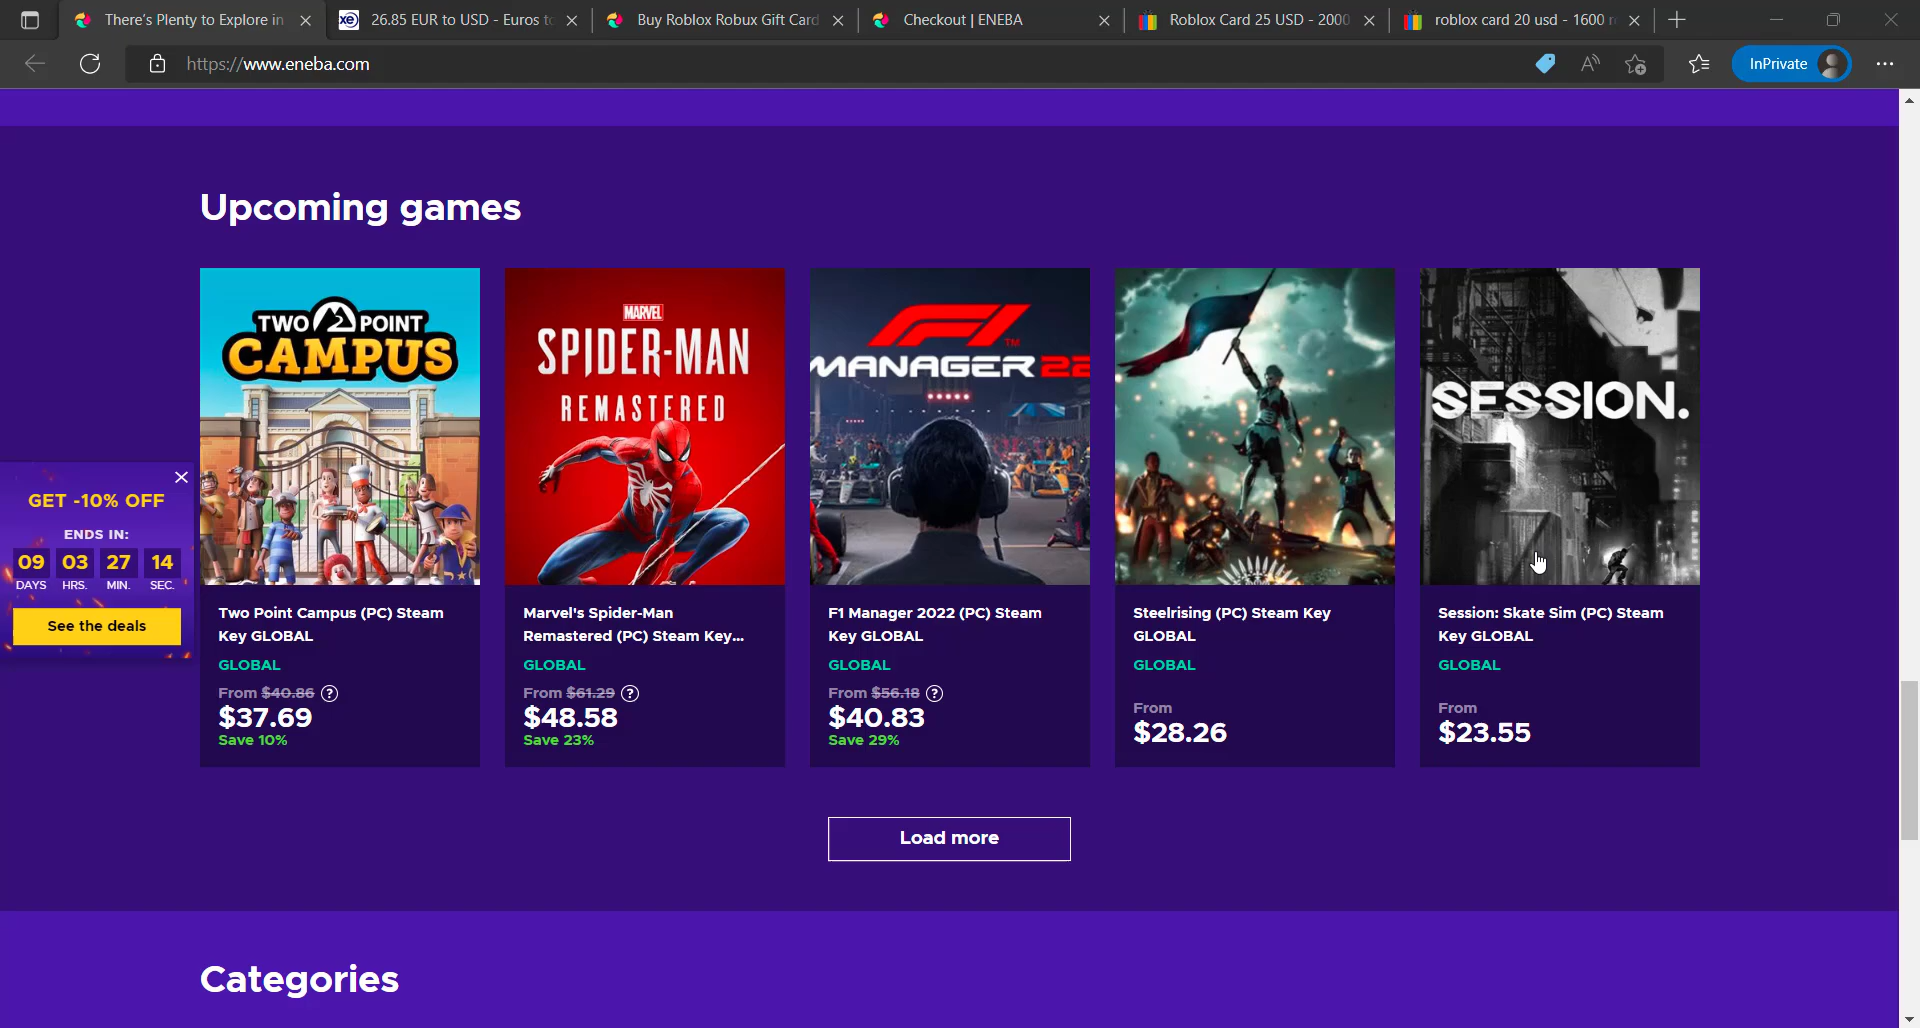 There's Plenty to Explore in
26.85 EUR to USD - Euros to
Buy Roblox Robux Gift Card
Checkout | ENEBA
Roblox Card 25 USD - 2000
roblox card 20 usd - 1600 r
https://www.eneba.com
InPrivate
Upcoming games
TWO POINT
CAMPUS
MARVEL
SPIDER-MAN
REMASTERED
F1 TM
MANAGER 22
SESSION.
GET -10% OFF
ENDS IN:
09 03 27 14
DAYS HRS. MIN. SEC.
See the deals
Two Point Campus (PC) Steam
Key GLOBAL
GLOBAL
From $40.86 ?
$37.69
Save 10%
Marvel's Spider-Man
Remastered (PC) Steam Key...
GLOBAL
From $61.29 ?
$48.58
Save 23%
F1 Manager 2022 (PC) Steam
Key GLOBAL
GLOBAL
From $56.18 ?
$40.83
Save 29%
Steelrising (PC) Steam Key
GLOBAL
GLOBAL
From
$28.26
Session: Skate Sim (PC) Steam
Key GLOBAL
GLOBAL
From
$23.55
Load more
Categories